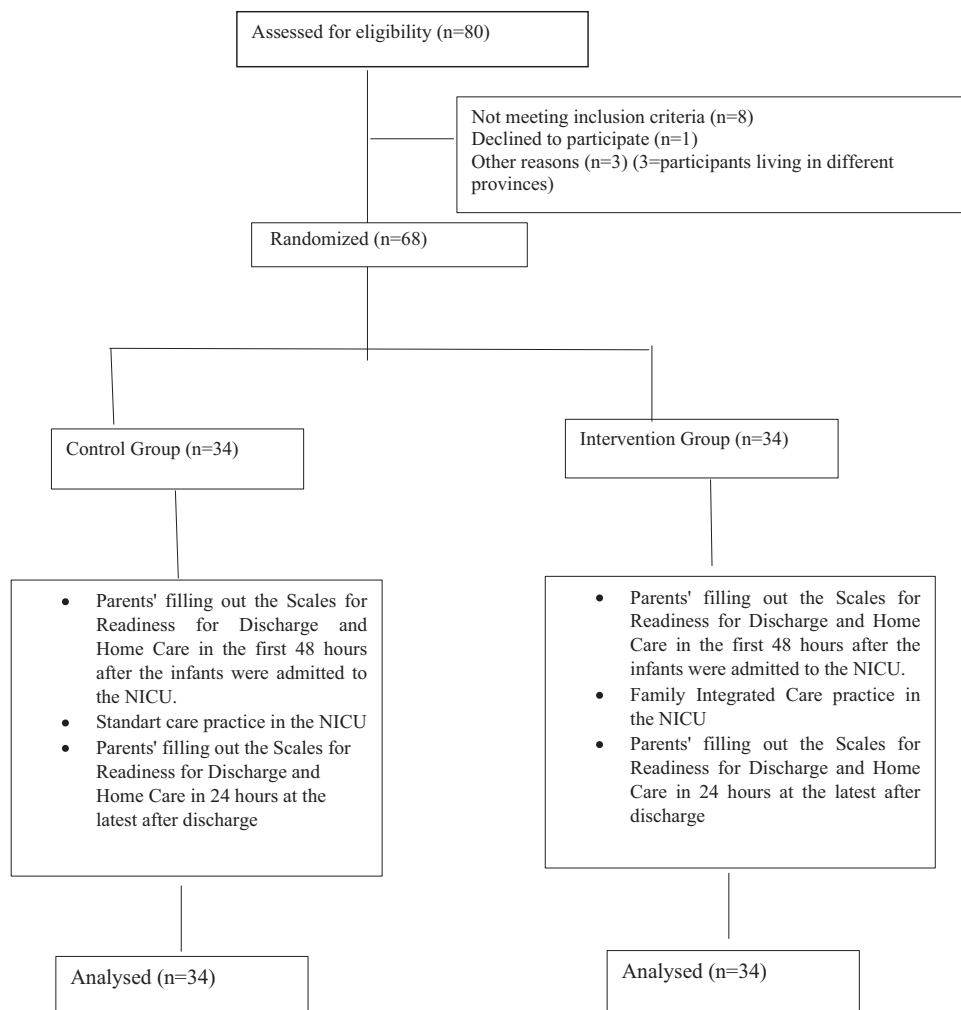 Assessed for eligibility (n=80)
Not meeting inclusion criteria (n=8)
Declined to participate (n=1)
Other reasons (n=3) (3=participants living in different
provinces)
Randomized (n=68)
Control Group (n=34)
Intervention Group (n=34)
• Parents' filling out the Scales for
Readiness for Discharge and
Home Care in the first 48 hours
after the infants were admitted to
the NICU.
• Standart care practice in the NICU
• Parents' filling out the Scales for
Readiness for Discharge and
Home Care in 24 hours at the
latest after discharge
• Parents' filling out the Scales for
Readiness for Discharge and Home
Care in the first 48 hours after the
infants were admitted to the NICU.
• Family Integrated Care practice in
the NICU
• Parents' filling out the Scales for
Readiness for Discharge and Home
Care in 24 hours at the latest after
discharge
Analysed (n=34)
Analysed (n=34)